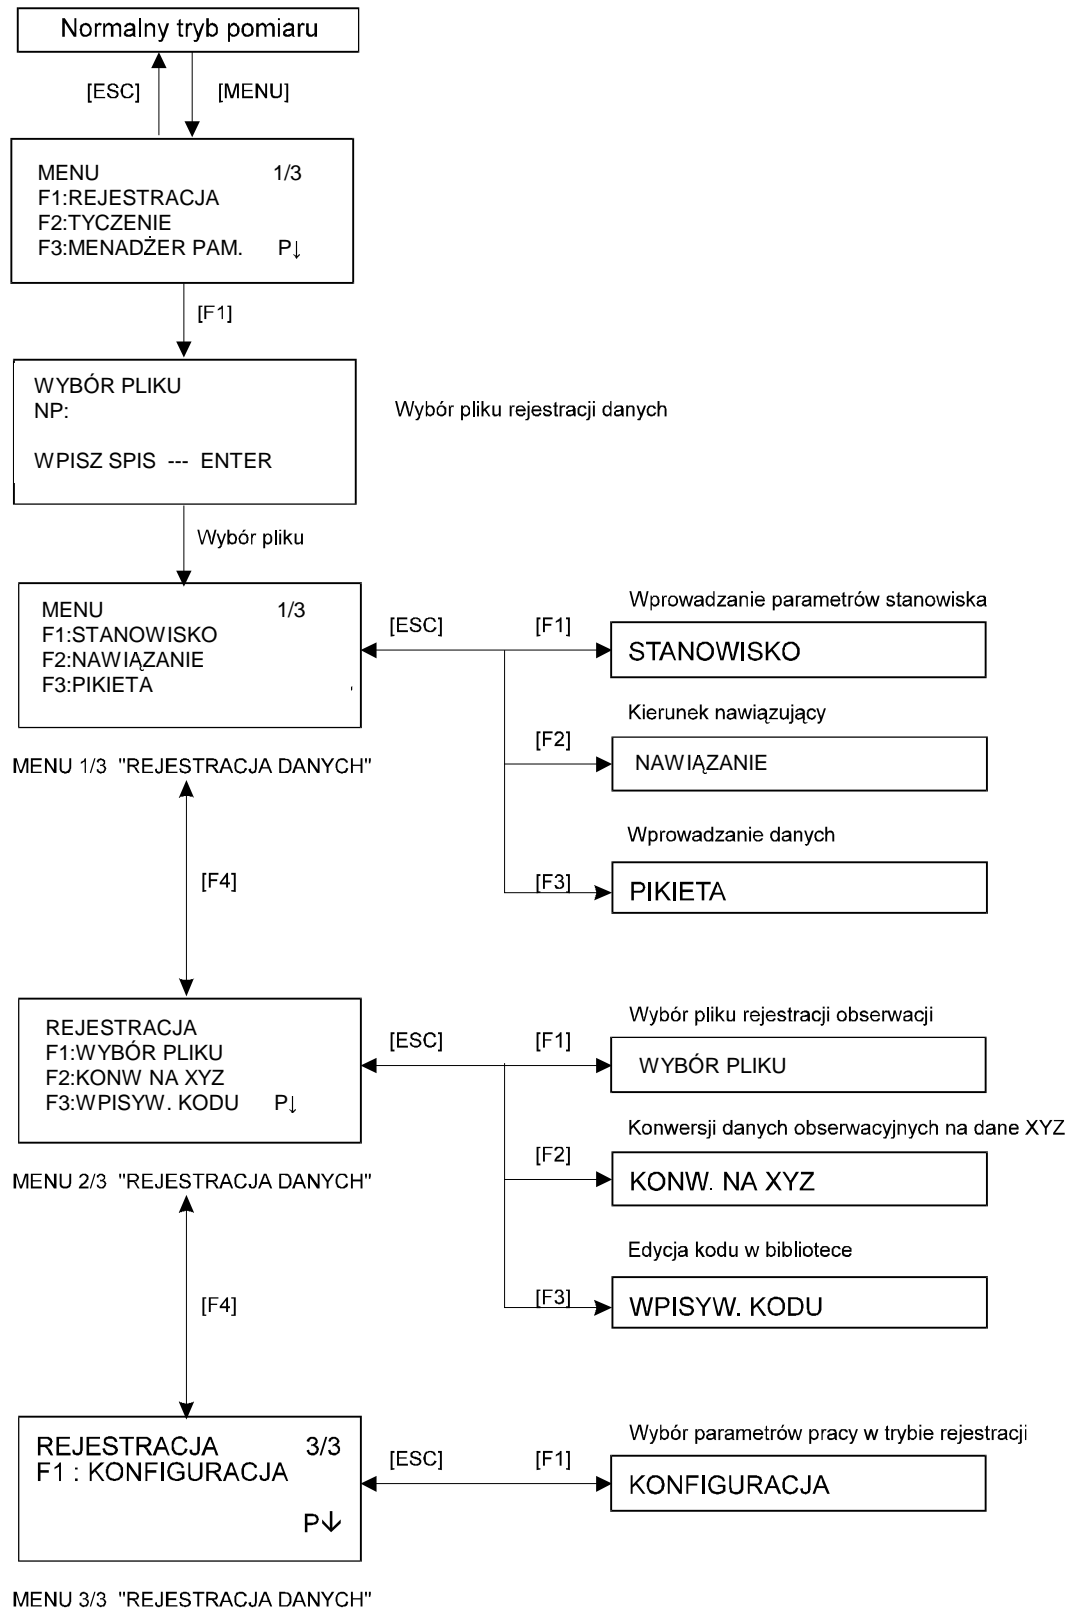 Normalny tryb pomiaru
[ESC]
[MENU]
MENU 1/3
F1:REJESTRACJA
F2:TYCZENIE
F3:MENADŻER PAM. P↓
[F1]
WYBÓR PLIKU
NP:
WPISZ SPIS --- ENTER
Wybór pliku rejestracji danych
Wybór pliku
MENU 1/3
F1:STANOWISKO
F2:NAWIĄZANIE
F3:PIKIETA
[ESC]
[F1]
Wprowadzanie parametrów stanowiska
STANOWISKO
[F2]
Kierunek nawiązujący
NAWIĄZANIE
MENU 1/3 "REJESTRACJA DANYCH"
Wprowadzanie danych
[F3]
PIKIETA
[F4]
REJESTRACJA
F1:WYBÓR PLIKU
F2:KONW NA XYZ
F3:WPISYW. KODU P↓
[ESC]
[F1]
Wybór pliku rejestracji obserwacji
WYBÓR PLIKU
[F2]
Konwersji danych obserwacyjnych na dane XYZ
KONW. NA XYZ
MENU 2/3 "REJESTRACJA DANYCH"
Edycja kodu w bibliotece
[F3]
WPISYW. KODU
[F4]
REJESTRACJA 3/3
F1 : KONFIGURACJA
P↓
[ESC]
[F1]
Wybór parametrów pracy w trybie rejestracji
KONFIGURACJA
MENU 3/3 "REJESTRACJA DANYCH"